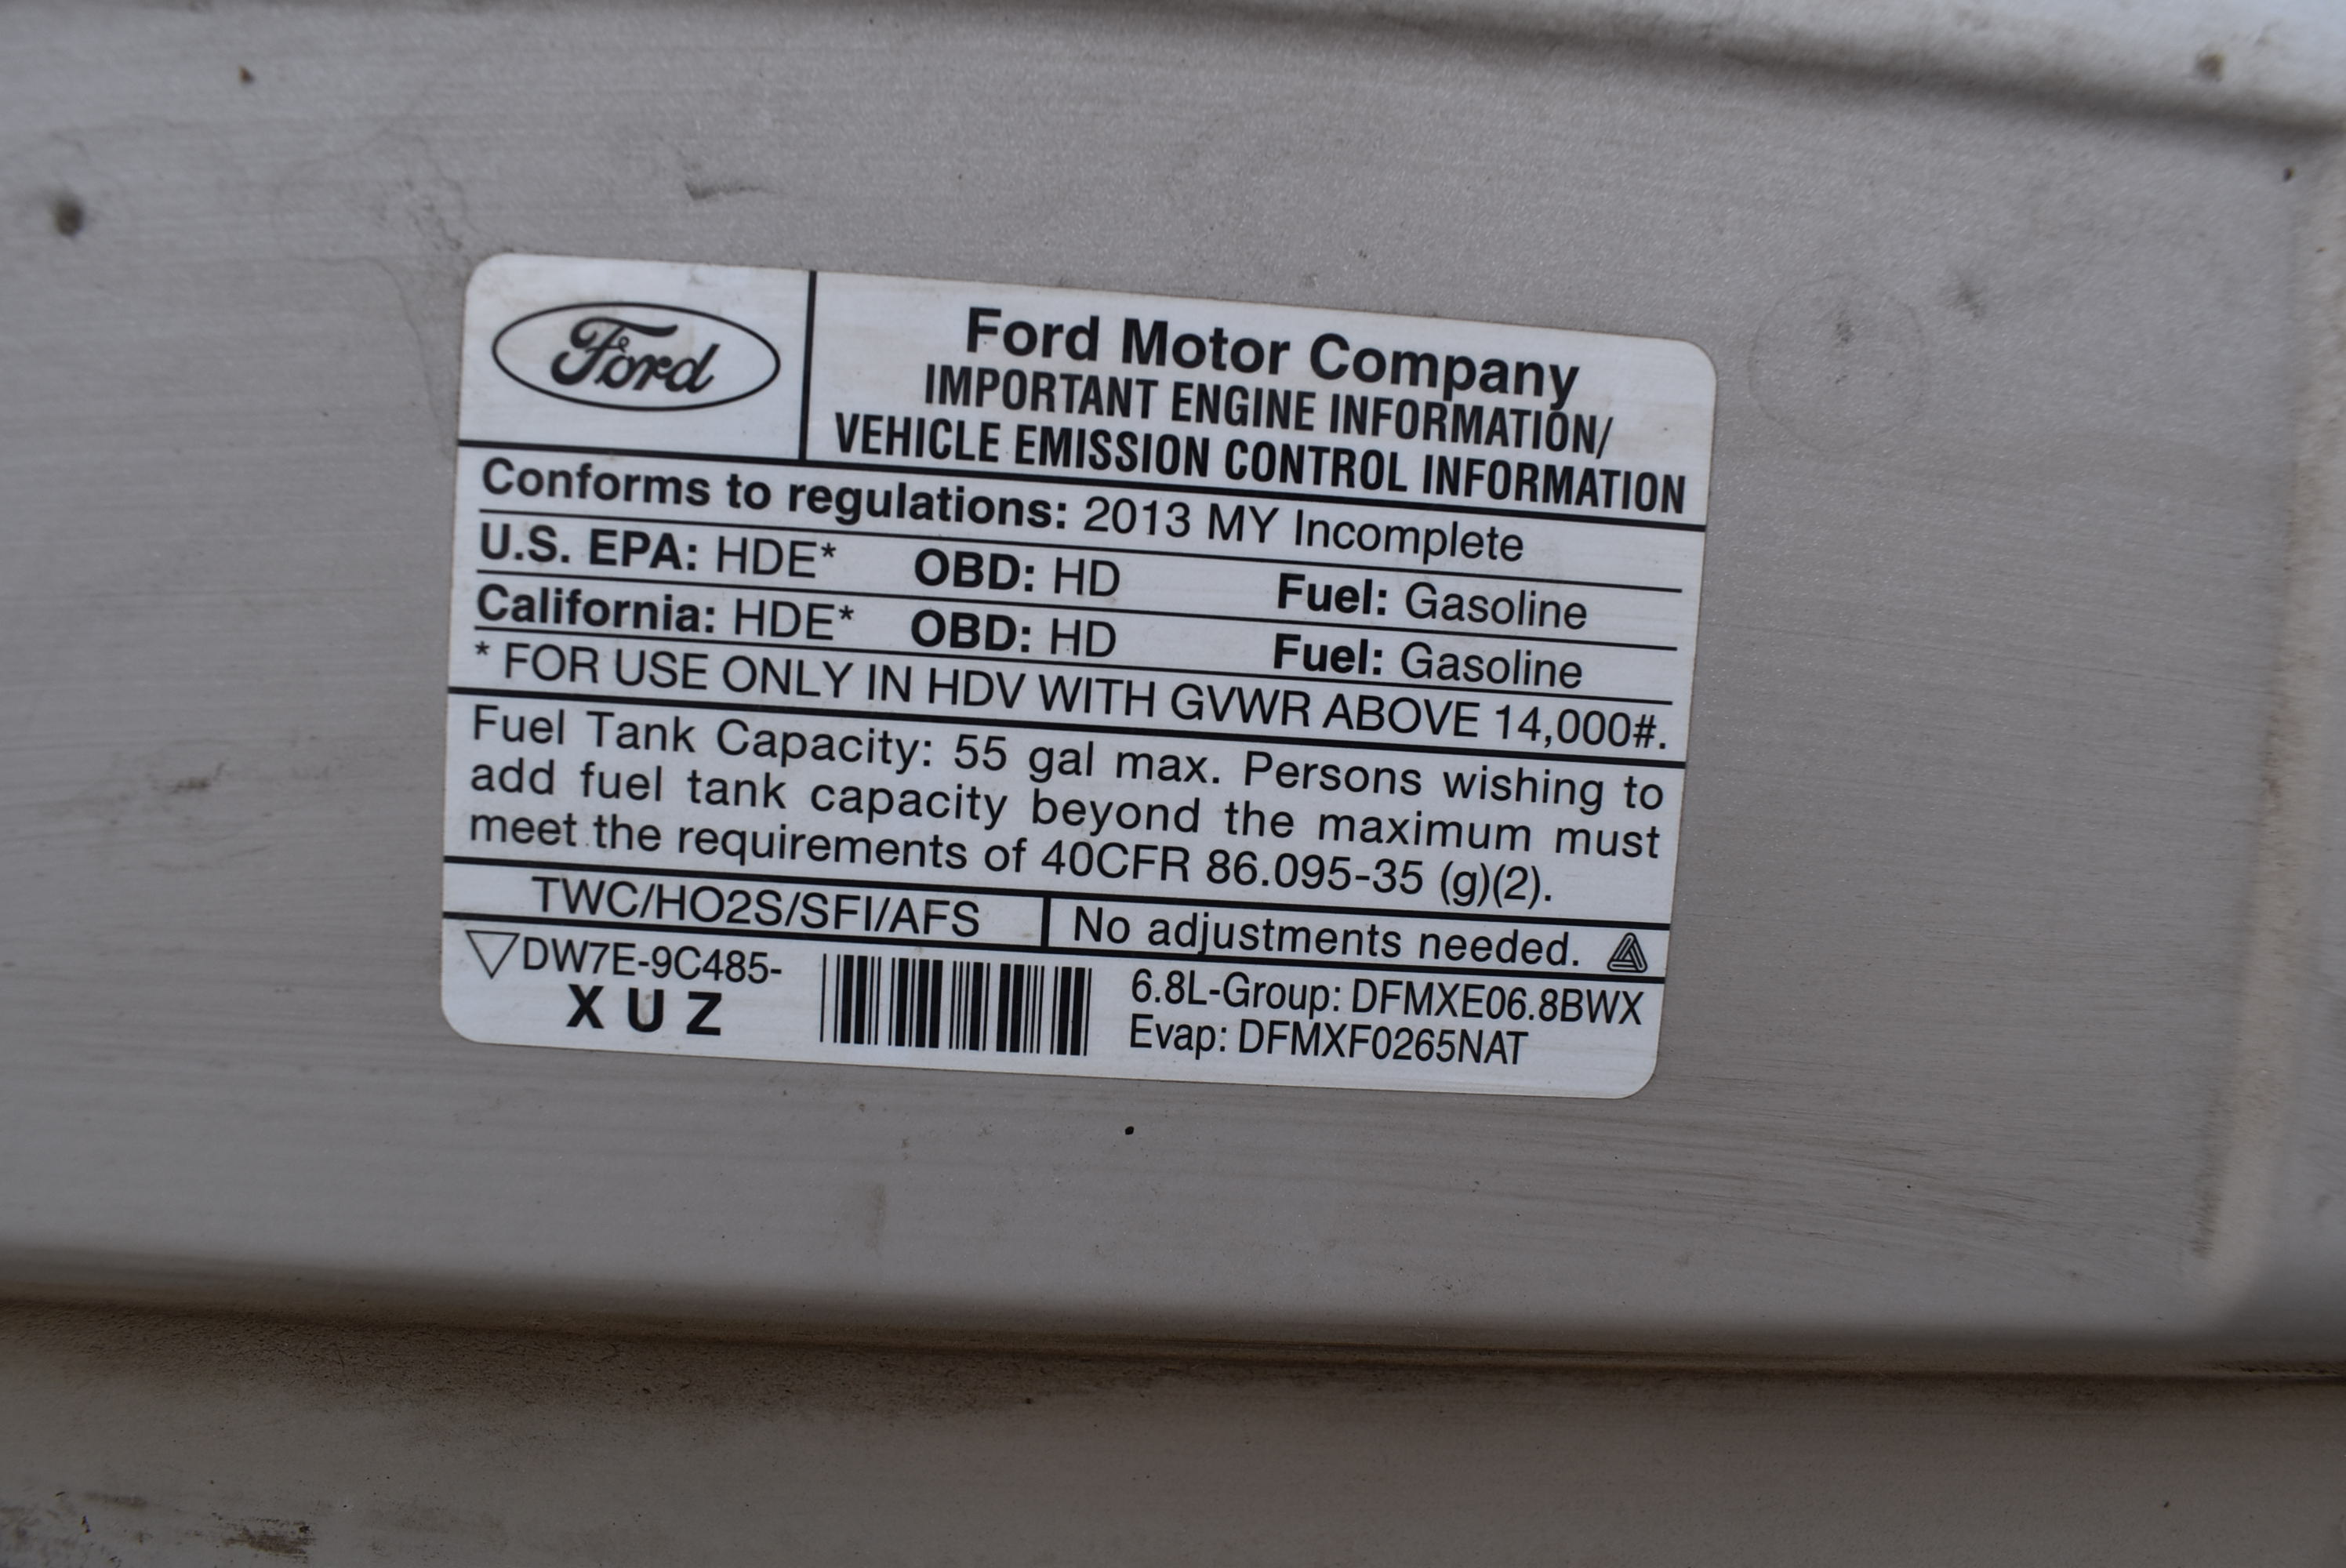 Ford
Ford Motor Company
IMPORTANT ENGINE INFORMATION/
VEHICLE EMISSION CONTROL INFORMATION
Conforms to regulations: 2013 MY Incomplete
U.S. EPA: HDE* OBD: HD Fuel: Gasoline
California: HDE* OBD: HD Fuel: Gasoline
* FOR USE ONLY IN HDV WITH GVWR ABOVE 14,000#.
Fuel Tank Capacity: 55 gal max. Persons wishing to
add fuel tank capacity beyond the maximum must
meet the requirements of 40CFR 86.095-35 (g)(2).
TWC/HO2S/SFI/AFS No adjustments needed.
DW7E-9C485-
X U Z
6.8L-Group: DFMXE06.8BWX
Evap: DFMXF0265NAT